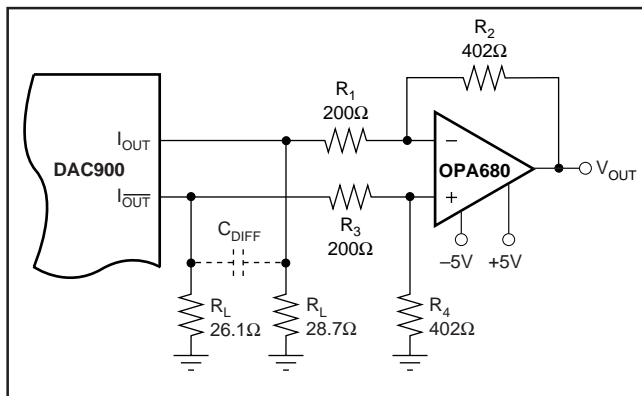 R2
402Ω
R1
200Ω
DAC900
IOUT
IOUT
OPA680
−
+
VOUT
R3
200Ω
CDIFF
–5V +5V
RL
26.1Ω
RL
28.7Ω
R4
402Ω